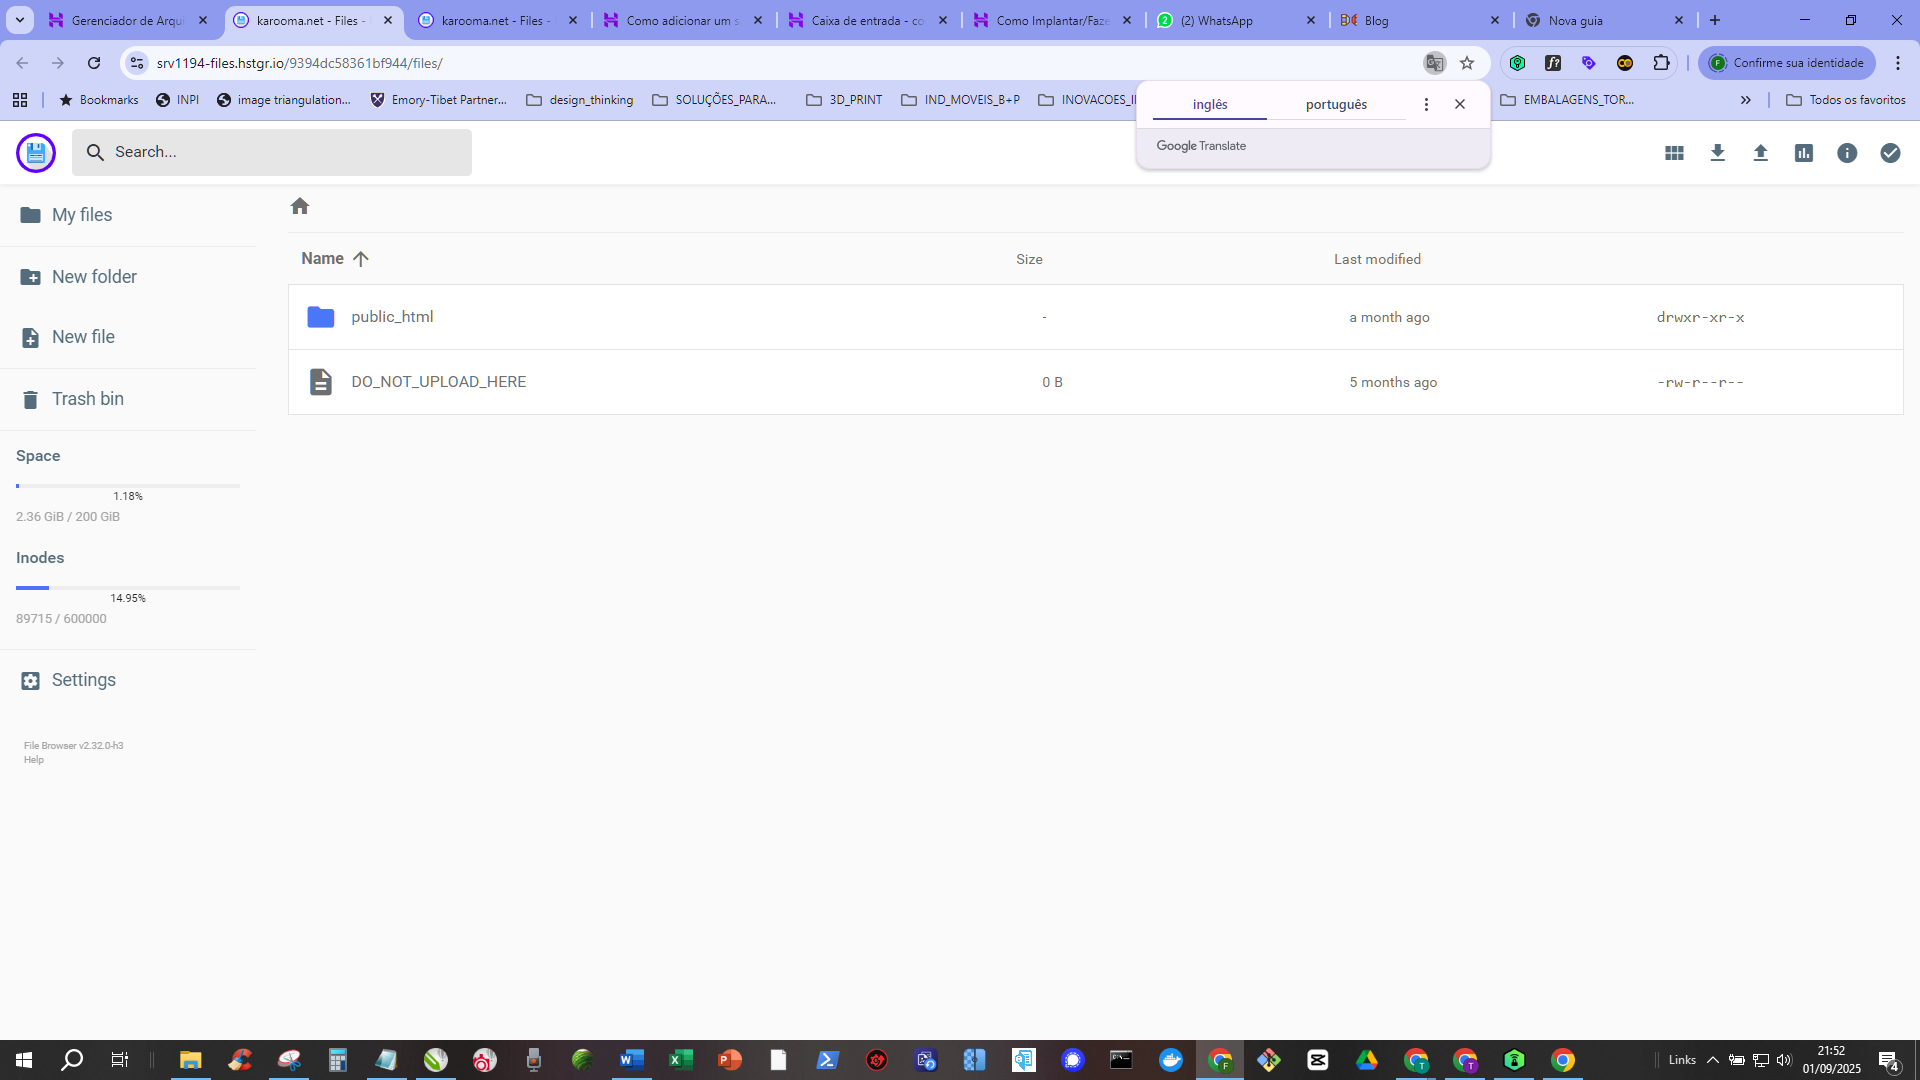 Gerenciador de Arqui
karooma.net - Files -
karooma.net - Files -
Como adicionar um s
Caixa de entrada - co
Como Implantar/Faze
(2) WhatsApp
Blog
Nova guia
srv1194-files.hstgr.io/9394dc58361bf944/files/
Confirme sua identidade
Bookmarks
INPI
image triangulation...
Emory-Tibet Partner...
design_thinking
SOLUÇÕES_PARA...
3D_PRINT
IND_MOVEIS_B+P
INOVACOES_I
EMBALAGENS_TOR...
Todos os favoritos
inglês
português
Google Translate
Search...
My files
New folder
New file
Trash bin
Space
1.18%
2.36 GiB / 200 GiB
Inodes
14.95%
89715 / 600000
Settings
File Browser v2.32.0-h3
Help
Name
Size
Last modified
public_html
-
a month ago
drwxr-xr-x
DO_NOT_UPLOAD_HERE
0 B
5 months ago
-rw-r--r--
Links
21:52
01/09/2025
4